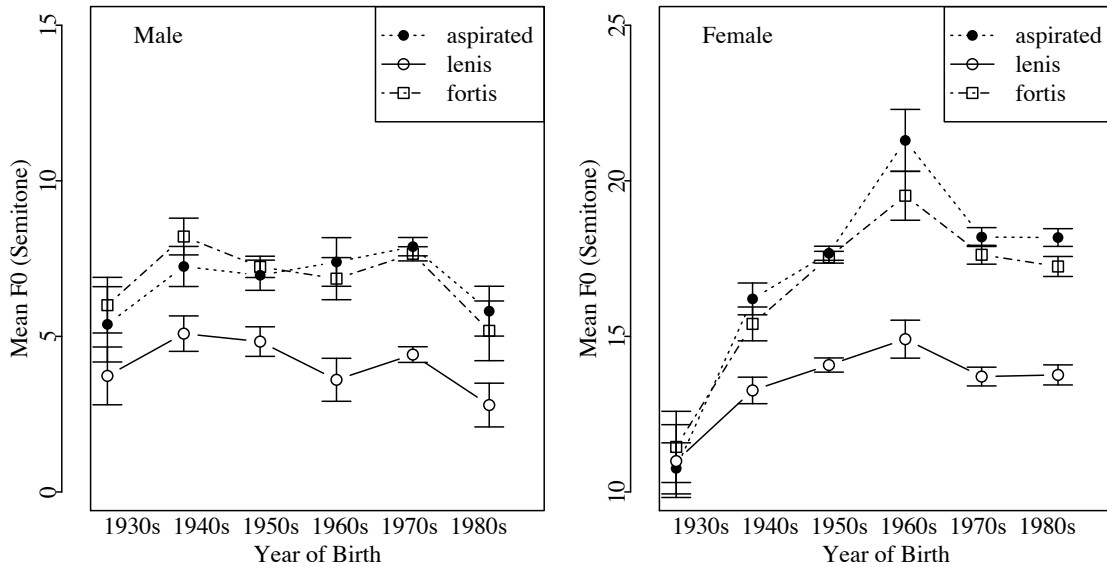 Male
aspirated
lenis
fortis
Mean F0 (Semitone)
0
5
10
15
1930s 1940s 1950s 1960s 1970s 1980s
Year of Birth
Female
aspirated
lenis
fortis
Mean F0 (Semitone)
10
15
20
25
1930s 1940s 1950s 1960s 1970s 1980s
Year of Birth